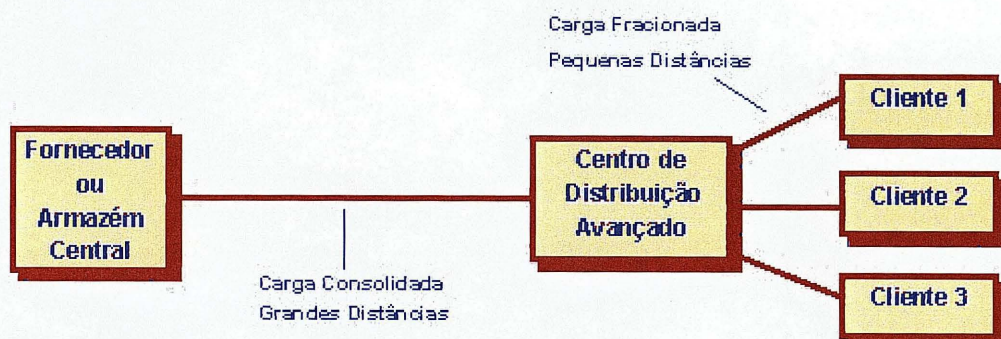 Carga Fracionada
Pequenas Distâncias
Fornecedor
ou
Armazém
Central
Carga Consolidada
Grandes Distâncias
Centro de
Distribuição
Avançado
Cliente 1
Cliente 2
Cliente 3